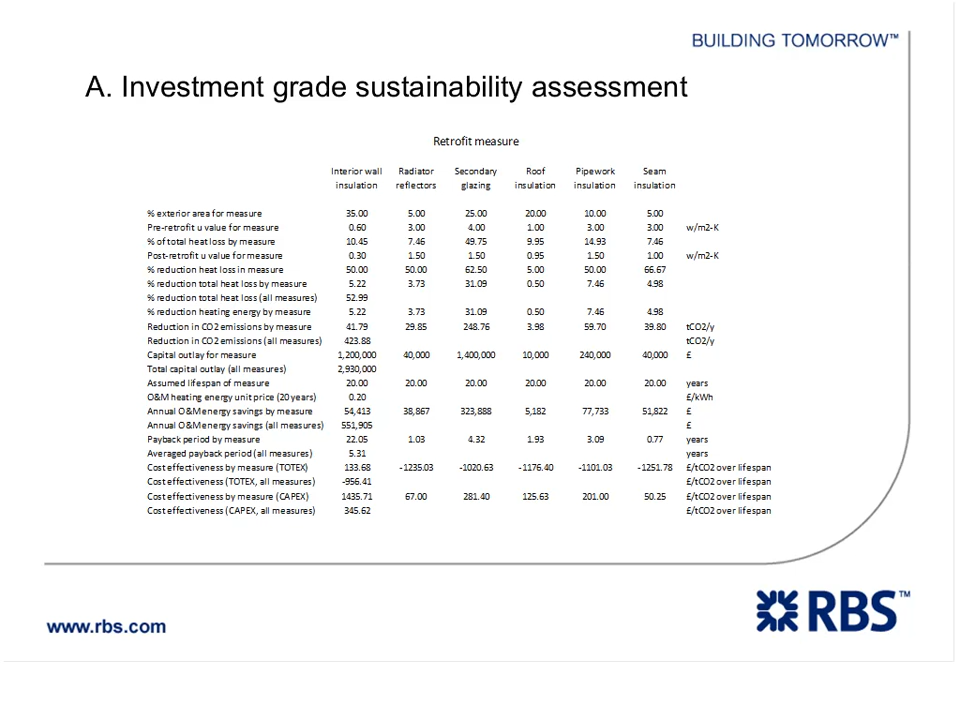 BUILDING TOMORROW™
A. Investment grade sustainability assessment
Retrofit measure
Interior wall insulation Radiator reflectors Secondary glazing Roof insulation Pipework insulation Seam insulation
% exterior area for measure 35.00 5.00 25.00 20.00 10.00 5.00
Pre-retrofit u value for measure 0.60 3.00 4.00 1.00 3.00 3.00 w/m2-K
% of total heat loss by measure 10.45 7.46 49.75 9.95 14.93 7.46
Post-retrofit u value for measure 0.30 1.50 1.50 0.95 1.50 1.00 w/m2-K
% reduction heat loss in measure 50.00 50.00 62.50 5.00 50.00 66.67
% reduction total heat loss by measure 5.22 3.73 31.09 0.50 7.46 4.98
% reduction total heat loss (all measures) 52.99
% reduction heating energy by measure 5.22 3.73 31.09 0.50 7.46 4.98
Reduction in CO2 emissions by measure 41.79 29.85 248.76 3.98 59.70 39.80 tCO2/y
Reduction in CO2 emissions (all measures) 423.88 tCO2/y
Capital outlay for measure 1,200,000 40,000 1,400,000 10,000 240,000 40,000 £
Total capital outlay (all measures) 2,930,000
Assumed lifespan of measure 20.00 20.00 20.00 20.00 20.00 20.00 years
O&M heating energy unit price (20 years) 0.20 £/kWh
Annual O&M energy savings by measure 54,413 38,867 323,888 5,182 77,733 51,822 £
Annual O&M energy savings (all measures) 551,905 £
Payback period by measure 22.05 1.03 4.32 1.93 3.09 0.77 years
Averaged payback period (all measures) 5.31 years
Cost effectiveness by measure (TOTEX) 133.68 -1235.03 -1020.63 -1176.40 -1101.03 -1251.78 £/tCO2 over lifespan
Cost effectiveness (TOTEX, all measures) -956.41 £/tCO2 over lifespan
Cost effectiveness by measure (CAPEX) 1435.71 67.00 281.40 125.63 201.00 50.25 £/tCO2 over lifespan
Cost effectiveness (CAPEX, all measures) 345.62 £/tCO2 over lifespan
www.rbs.com
RBS™